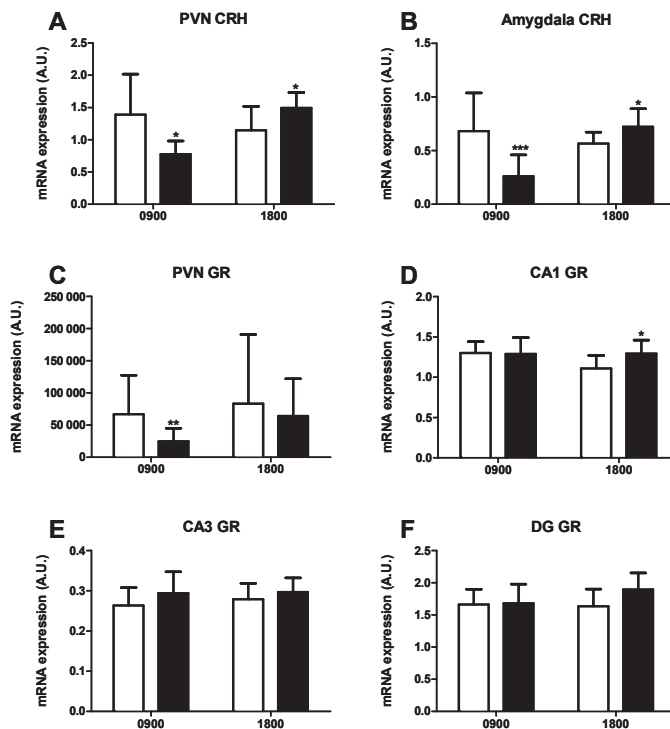 A
PVN CRH
mRNA expression (A.U.)
2.5
2.0
1.5
1.0
0.5
0.0
*
*
0900
1800
B
Amygdala CRH
mRNA expression (A.U.)
1.5
1.0
0.5
0.0
***
*
0900
1800
C
PVN GR
mRNA expression (A.U.)
250 000
200 000
150 000
100 000
50 000
0
**
0900
1800
D
CA1 GR
mRNA expression (A.U.)
2.0
1.5
1.0
0.5
0.0
*
0900
1800
E
CA3 GR
mRNA expression (A.U.)
0.4
0.3
0.2
0.1
0.0
0900
1800
F
DG GR
mRNA expression (A.U.)
2.5
2.0
1.5
1.0
0.5
0.0
0900
1800